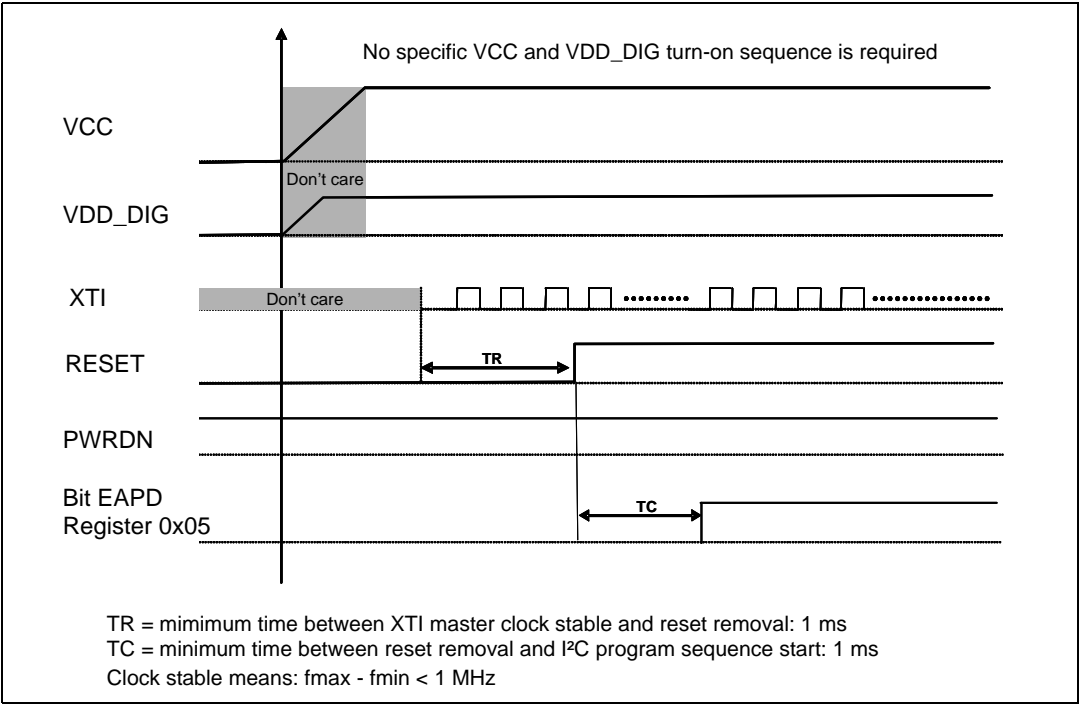 No specific VCC and VDD_DIG turn-on sequence is required
VCC
Don't care
VDD_DIG
XTI
Don't care
RESET
TR
PWRDN
Bit EAPD
Register 0x05
TC
TR = mimimum time between XTI master clock stable and reset removal: 1 ms
TC = minimum time between reset removal and I²C program sequence start: 1 ms
Clock stable means: fmax - fmin < 1 MHz